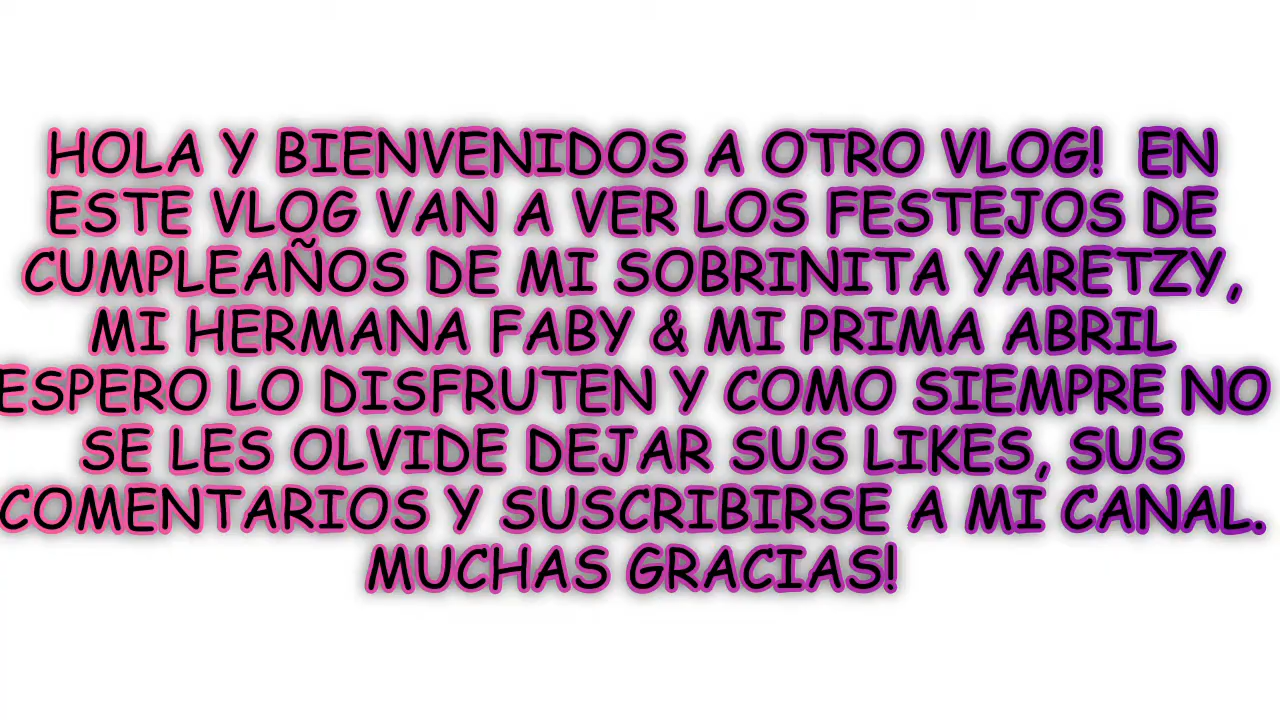 HOLA Y BIENVENIDOS A OTRO VLOG! EN
ESTE VLOG VAN A VER LOS FESTEJOS DE
CUMPLEAÑOS DE MI SOBRINITA YARETZY,
MI HERMANA FABY & MI PRIMA ABRIL
ESPERO LO DISFRUTEN Y COMO SIEMPRE NO
SE LES OLVIDE DEJAR SUS LIKES, SUS
COMENTARIOS Y SUSCRIBIRSE A MI CANAL.
MUCHAS GRACIAS!